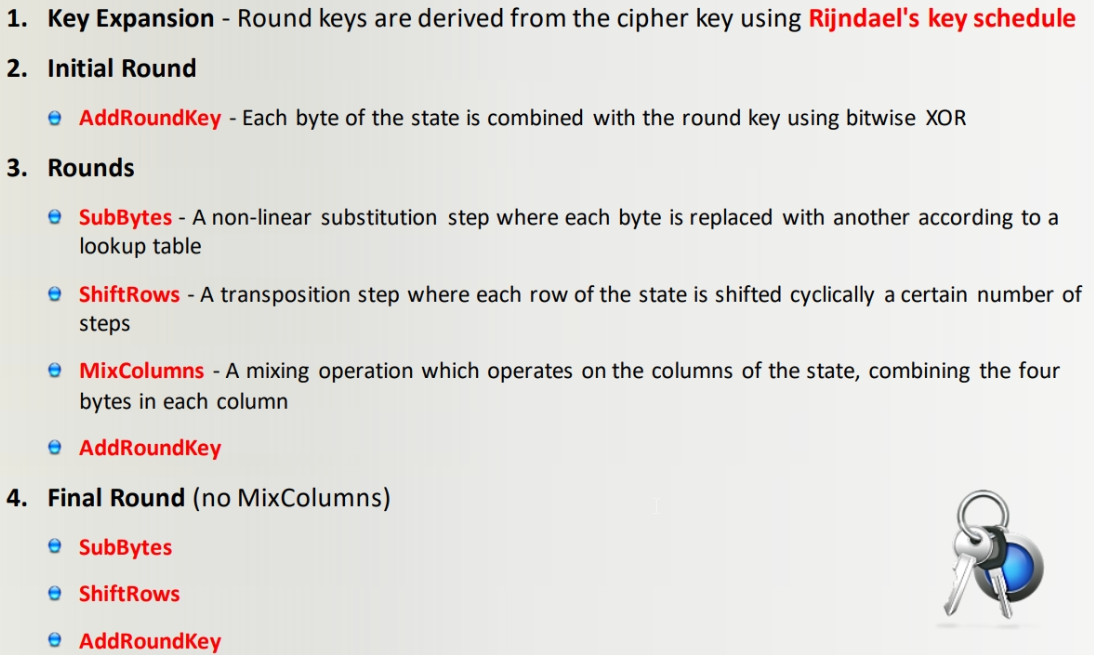 1. Key Expansion - Round keys are derived from the cipher key using Rijndael's key schedule
2. Initial Round
AddRoundKey - Each byte of the state is combined with the round key using bitwise XOR
3. Rounds
SubBytes - A non-linear substitution step where each byte is replaced with another according to a
lookup table
ShiftRows - A transposition step where each row of the state is shifted cyclically a certain number of
steps
MixColumns - A mixing operation which operates on the columns of the state, combining the four
bytes in each column
AddRoundKey
4. Final Round (no MixColumns)
SubBytes
ShiftRows
AddRoundKey